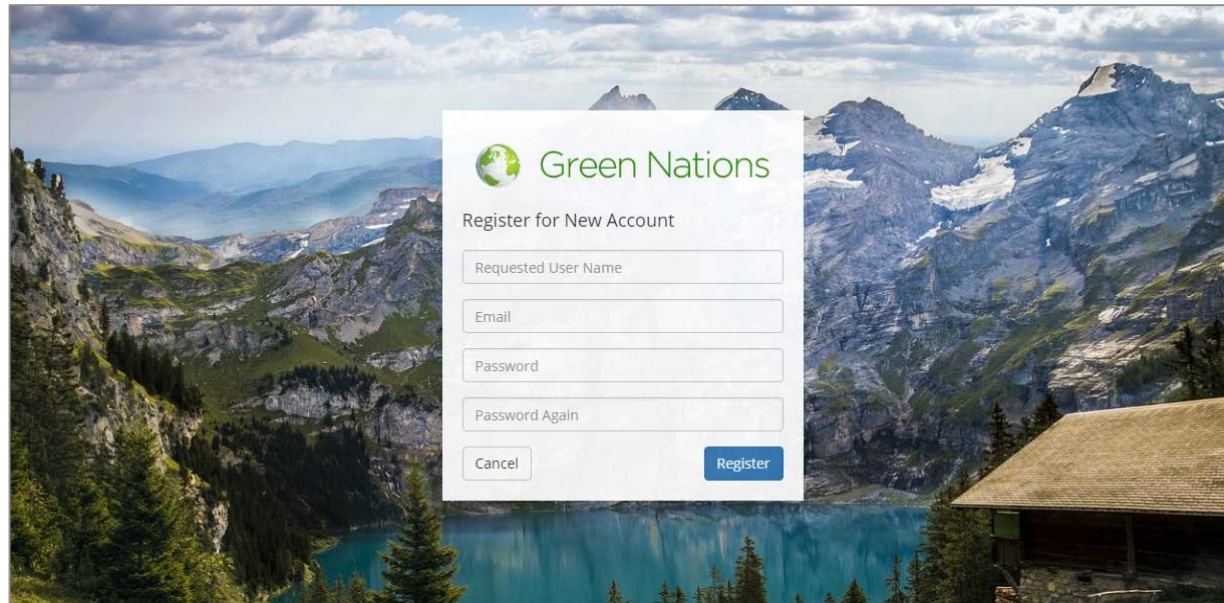 Green Nations
Register for New Account
Requested User Name
Email
Password
Password Again
Cancel
Register